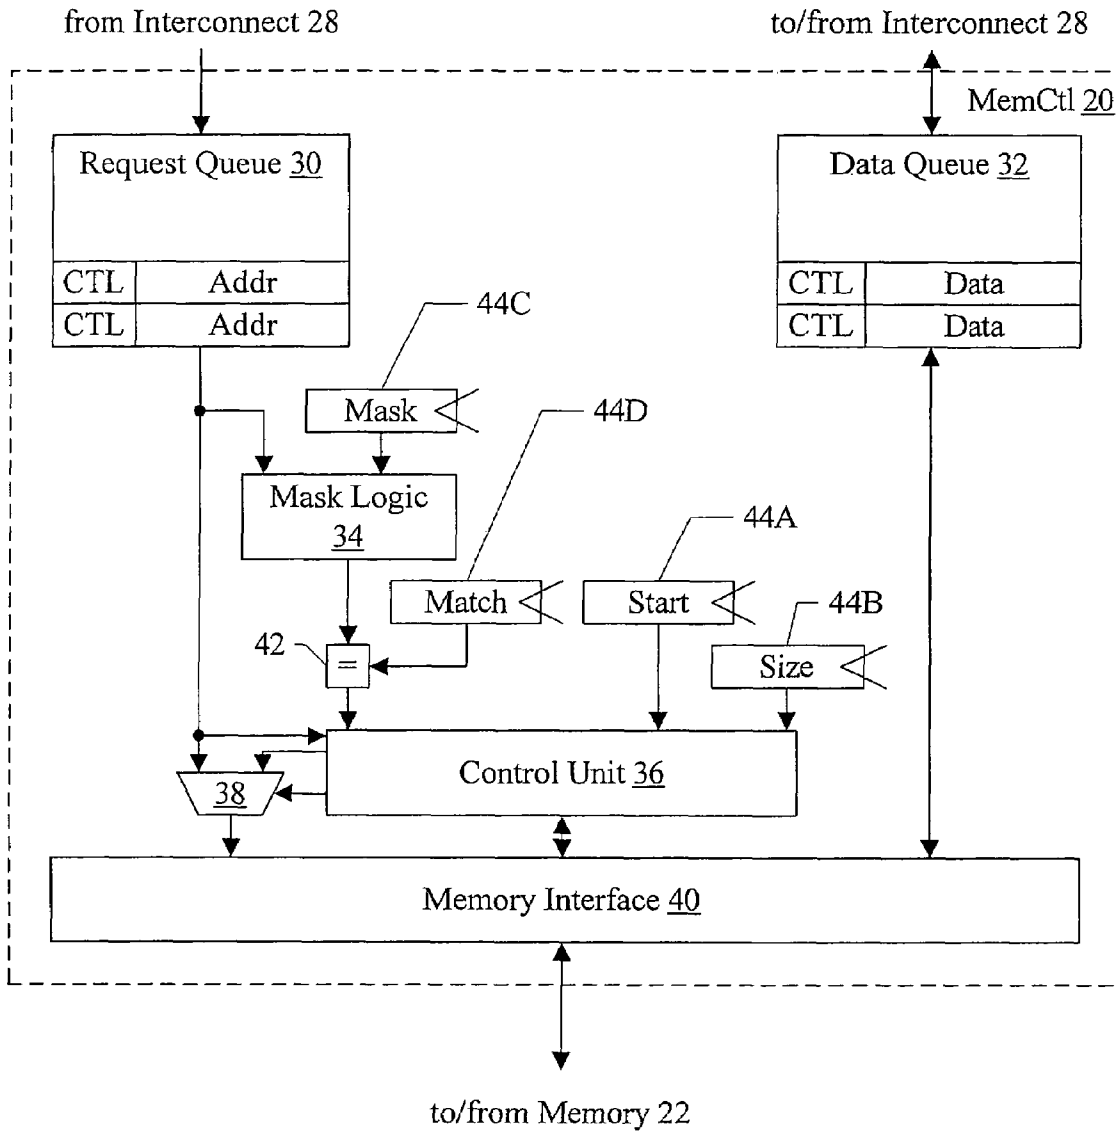 from Interconnect 28
to/from Interconnect 28
MemCtl 20
Request Queue 30
Data Queue 32
CTL Addr
CTL Data
CTL Addr
CTL Data
44C
Mask
44D
Mask Logic
34
44A
Match
Start
44B
42
=
Size
Control Unit 36
38
Memory Interface 40
to/from Memory 22